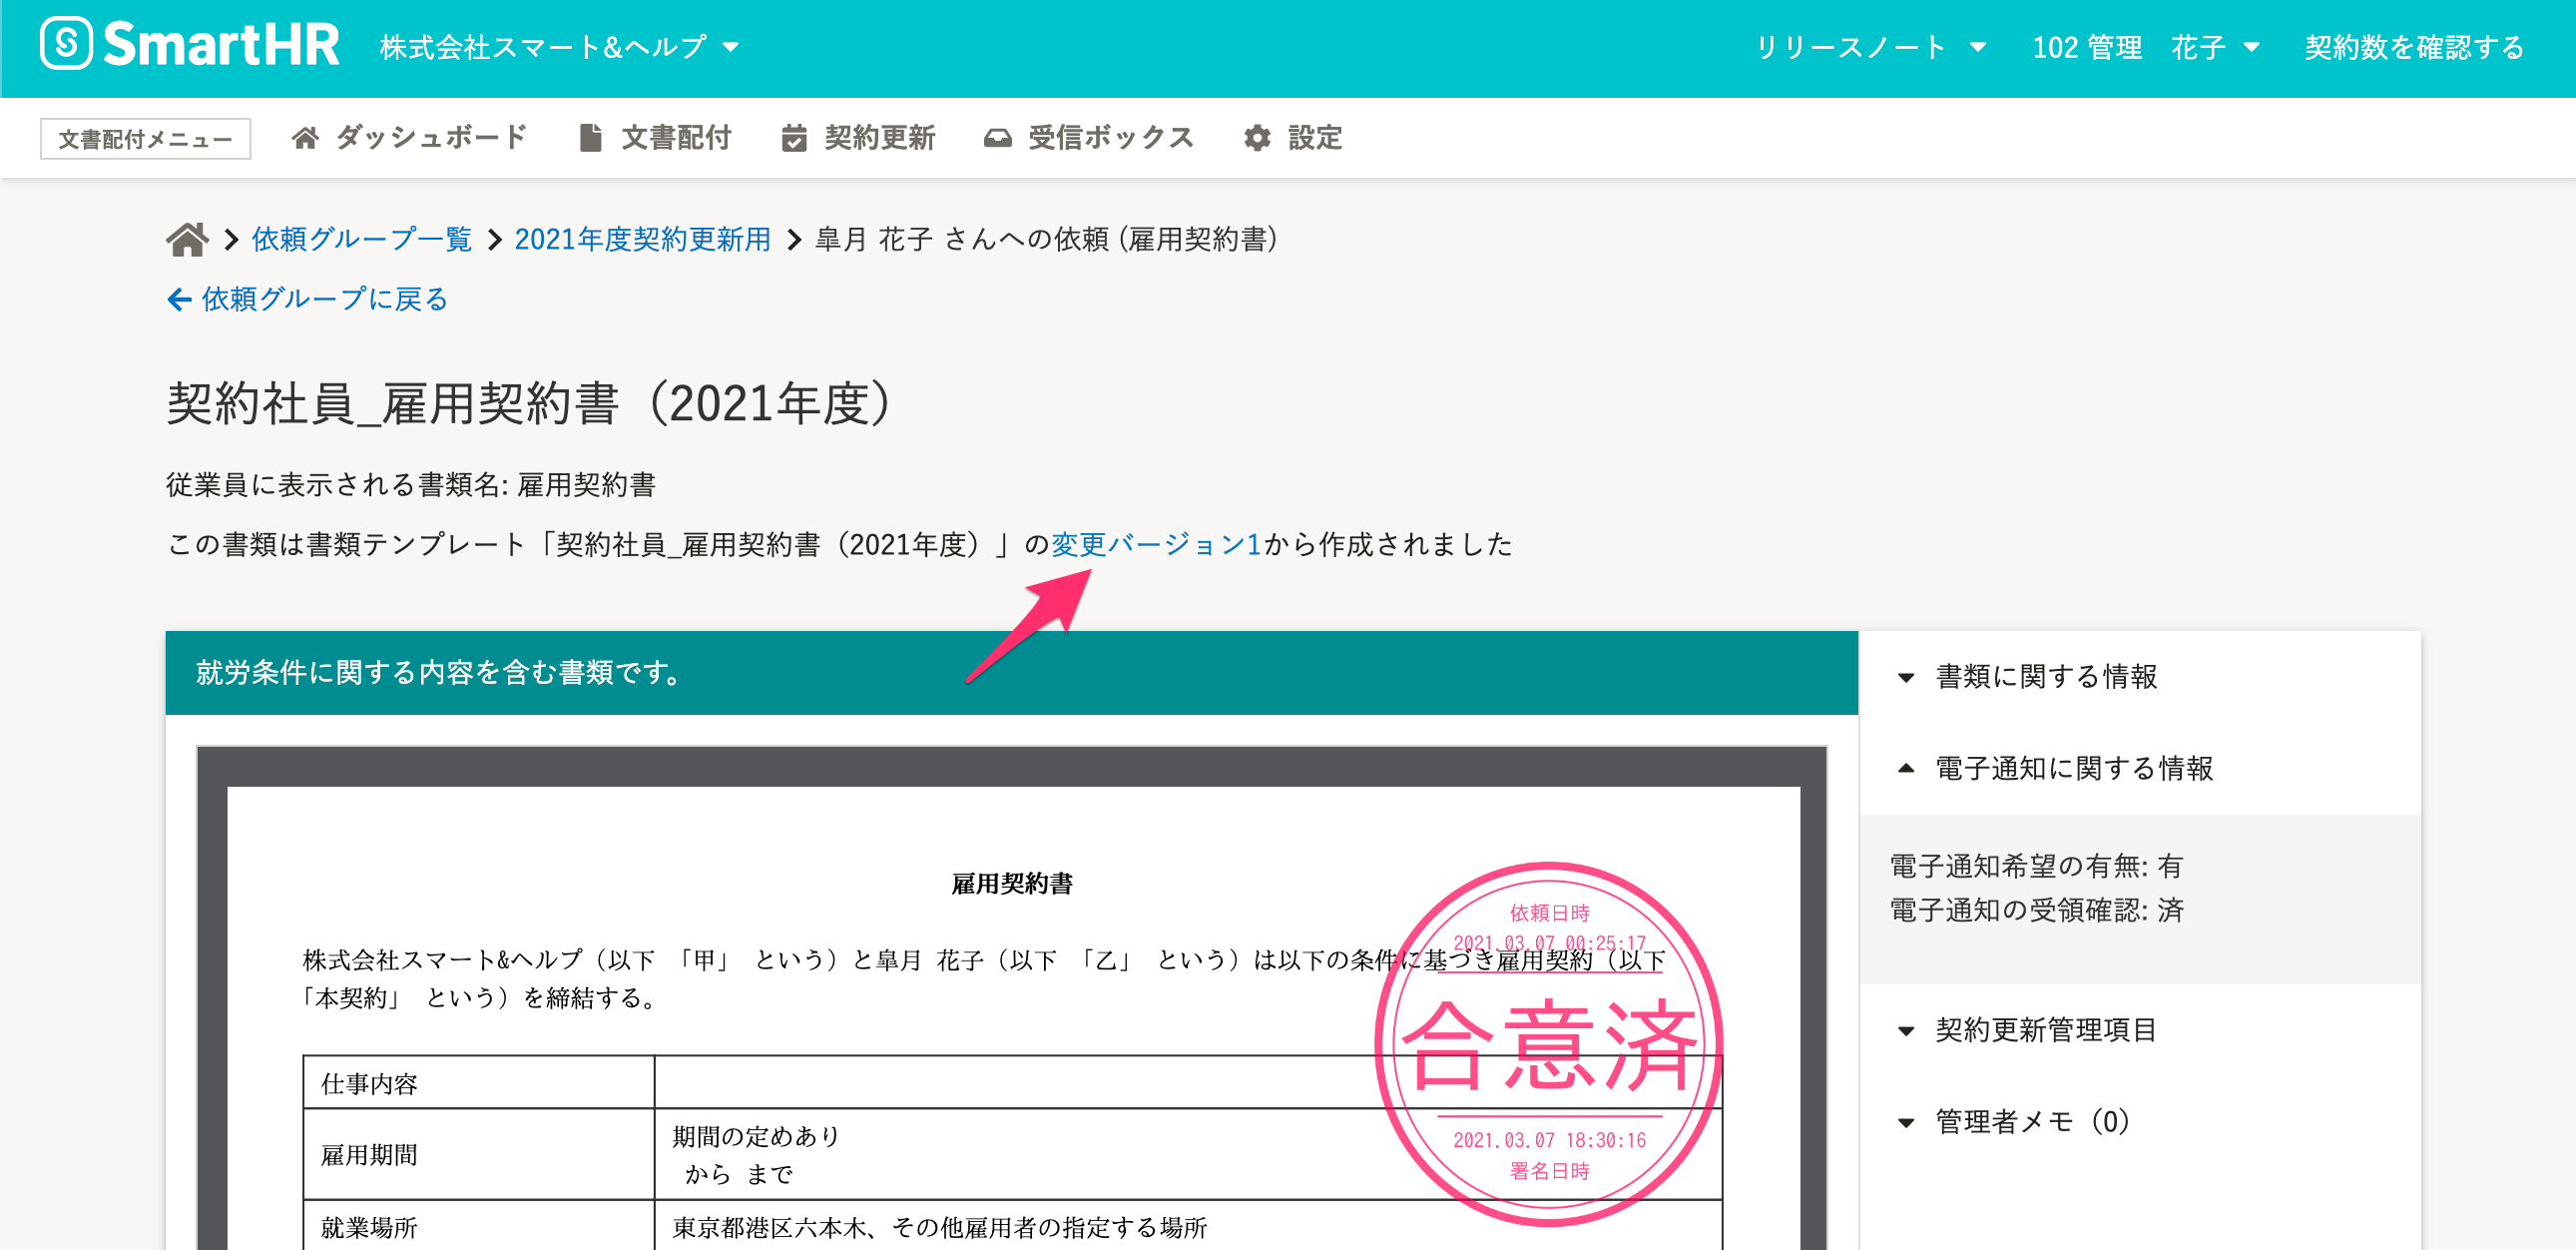 SmartHR 株式会社スマート&ヘルプ リリースノート 102 管理 花子 契約数を確認する
文書配付メニュー ダッシュボード 文書配付 契約更新 受信ボックス 設定
依頼グループ一覧 2021年度契約更新用 皐月 花子 さんへの依頼 (雇用契約書)
依頼グループに戻る
契約社員_雇用契約書（2021年度）
従業員に表示される書類名: 雇用契約書
この書類は書類テンプレート「契約社員_雇用契約書（2021年度）」の変更バージョン1から作成されました
就労条件に関する内容を含む書類です。
雇用契約書
株式会社スマート&ヘルプ（以下 「甲」 という）と皐月 花子（以下 「乙」 という）は以下の条件に基づき雇用契約（以下
「本契約」 という）を締結する。
仕事内容
雇用期間
期間の定めあり
から まで
就業場所
東京都港区六本木、その他雇用者の指定する場所
依頼日時
2021.03.07 00:25:17
合意済
2021.03.07 18:30:16
署名日時
書類に関する情報
電子通知に関する情報
電子通知希望の有無: 有
電子通知の受領確認: 済
契約更新管理項目
管理者メモ（0）